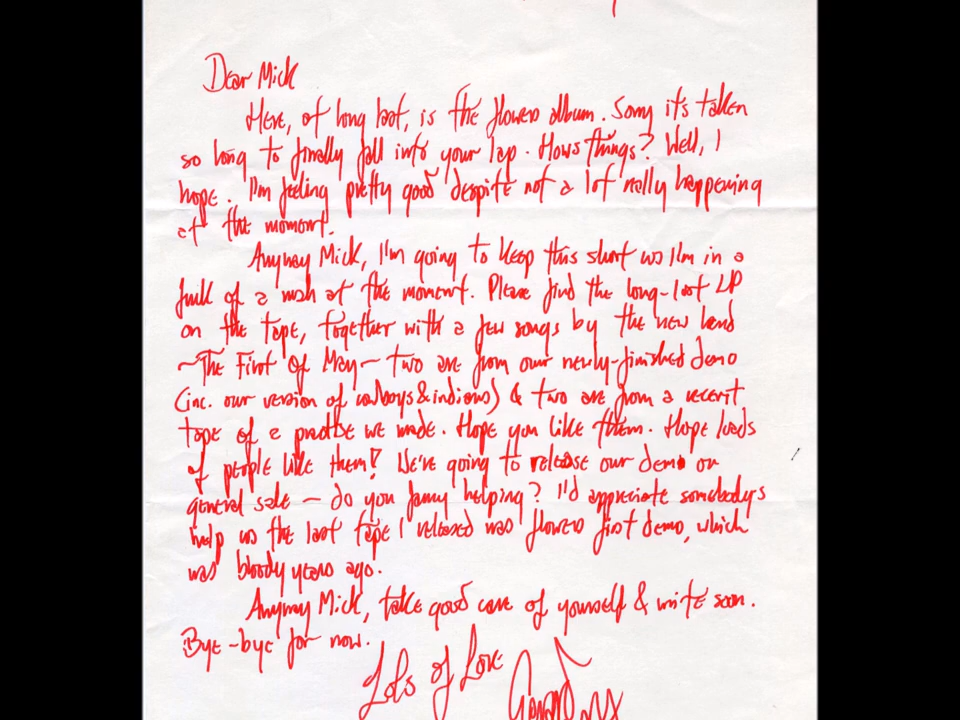 Dear Mick
Here, at long last, is the flowers album. Sorry it's taken
so long to finally fall into your lap. Hows things? Well, I
hope. I'm feeling pretty good despite not a lot really happening
at the moment.
Anyway Mick, I'm going to keep this short cos I'm in a
of a at the moment. Please find the long-lost LP
on the tape, together with a few songs by the new band
~The First Of May~ two are from our newly-finished demo
(inc. our version of cowboys&indians) & two are from a recent
tape of a practise we made. Hope you like them. Hope loads
of people like them! We're going to release our demo on
general sale ~ do you fancy helping? I'd appreciate somebodys
help cos the last tape I released was flowers first demo, which
was bloody years ago.
Anyway Mick, take good care of yourself & write soon.
Bye-bye for now.
Lots of Love